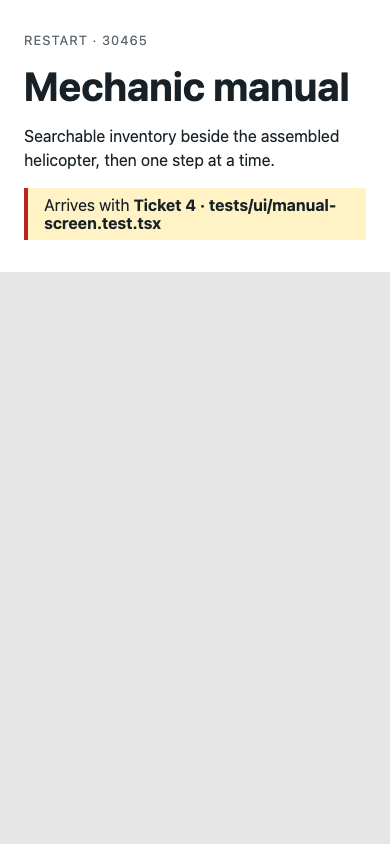 RESTART · 30465
Mechanic manual
Searchable inventory beside the assembled
helicopter, then one step at a time.
Arrives with Ticket 4 · tests/ui/manual-
screen.test.tsx